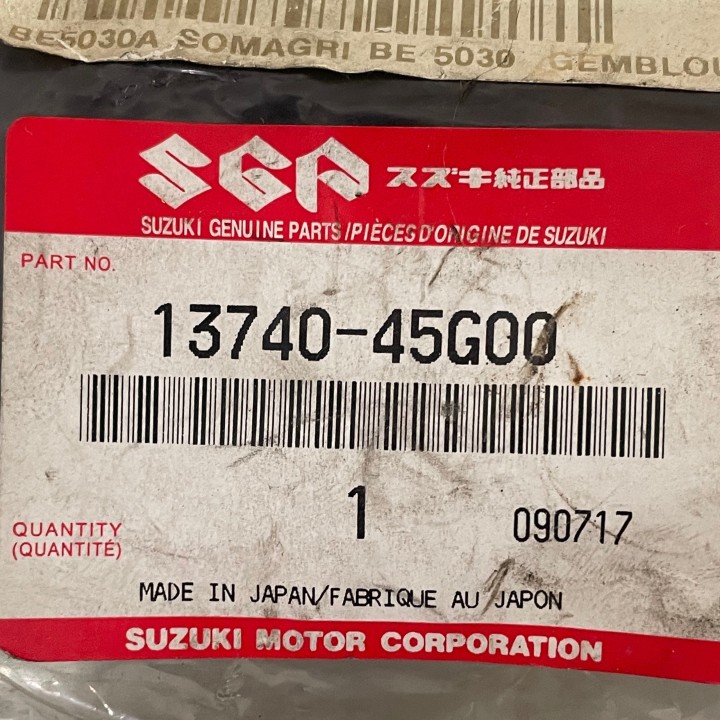 BE5030A SOMAGRI BE 5030 GEMBLOU
SGP スズキ純正部品
SUZUKI GENUINE PARTS/PIÈCES D'ORIGINE DE SUZUKI
PART NO.
13740-45G00
1 090717
QUANTITY
(QUANTITÉ)
MADE IN JAPAN/FABRIQUE AU JAPON
SUZUKI MOTOR CORPORATION